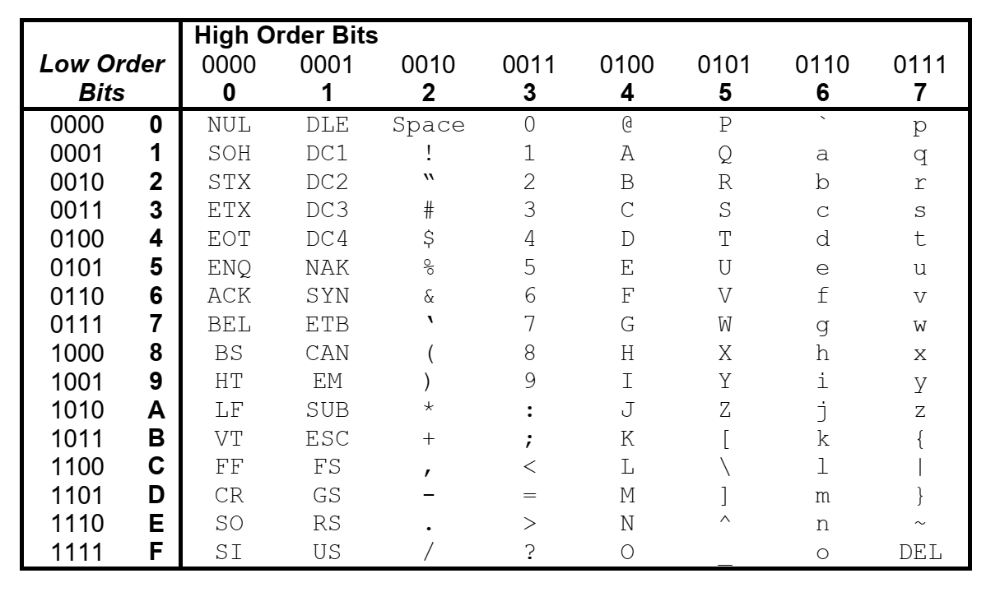 High Order Bits
Low Order 0000 0001 0010 0011 0100 0101 0110 0111
Bits 0 1 2 3 4 5 6 7
0000 0 NUL DLE Space 0 @ P ` p
0001 1 SOH DC1 ! 1 A Q a q
0010 2 STX DC2 “ 2 B R b r
0011 3 ETX DC3 # 3 C S c s
0100 4 EOT DC4 $ 4 D T d t
0101 5 ENQ NAK % 5 E U e u
0110 6 ACK SYN & 6 F V f v
0111 7 BEL ETB ‘ 7 G W g w
1000 8 BS CAN ( 8 H X h x
1001 9 HT EM ) 9 I Y i y
1010 A LF SUB * : J Z j z
1011 B VT ESC + ; K [ k {
1100 C FF FS , < L \ l |
1101 D CR GS - = M ] m }
1110 E SO RS . > N ^ n ~
1111 F SI US / ? O _ o DEL